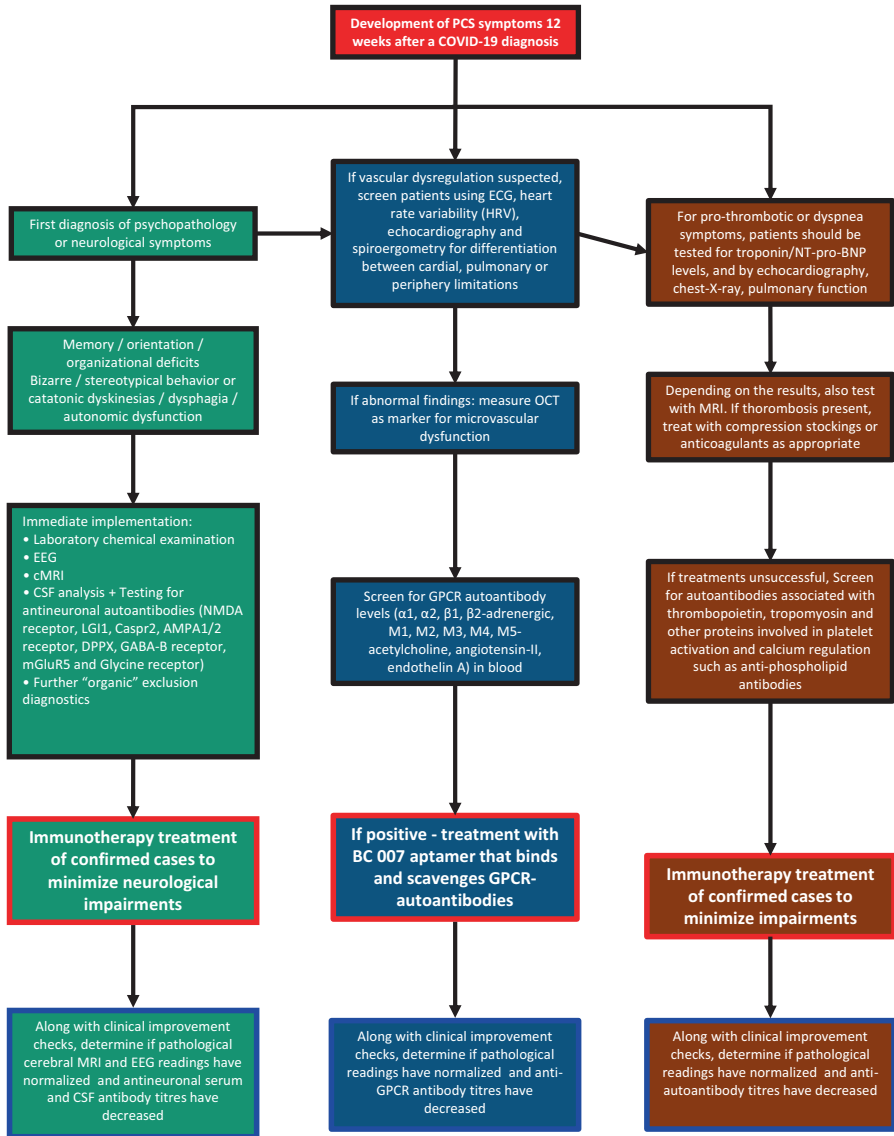 Development of PCS symptoms 12
weeks after a COVID-19 diagnosis
First diagnosis of psychopathology
or neurological symptoms
If vascular dysregulation suspected,
screen patients using ECG, heart
rate variability (HRV),
echocardiography and
spiroergometry for differentiation
between cardial, pulmonary or
periphery limitations
For pro-thrombotic or dyspnea
symptoms, patients should be
tested for troponin/NT-pro-BNP
levels, and by echocardiography,
chest-X-ray, pulmonary function
Memory / orientation /
organizational deficits
Bizarre / stereotypical behavior or
catatonic dyskinesias / dysphagia /
autonomic dysfunction
If abnormal findings: measure OCT
as marker for microvascular
dysfunction
Depending on the results, also test
with MRI. If thorombosis present,
treat with compression stockings or
anticoagulants as appropriate
Immediate implementation:
• Laboratory chemical examination
• EEG
• cMRI
• CSF analysis + Testing for
antineuronal autoantibodies (NMDA
receptor, LGI1, Caspr2, AMPA1/2
receptor, DPPX, GABA-B receptor,
mGluR5 and Glycine receptor)
• Further “organic” exclusion
diagnostics
Screen for GPCR autoantibody
levels (α1, α2, β1, β2-adrenergic,
M1, M2, M3, M4, M5-
acetylcholine, angiotensin-II,
endothelin A) in blood
If treatments unsuccessful, Screen
for autoantibodies associated with
thrombopoietin, tropomyosin and
other proteins involved in platelet
activation and calcium regulation
such as anti-phospholipid
antibodies
Immunotherapy treatment
of confirmed cases to
minimize neurological
impairments
If positive - treatment with
BC 007 aptamer that binds
and scavenges GPCR-
autoantibodies
Immunotherapy treatment
of confirmed cases to
minimize impairments
Along with clinical improvement
checks, determine if pathological
cerebral MRI and EEG readings have
normalized and antineuronal serum
and CSF antibody titres have
decreased
Along with clinical improvement
checks, determine if pathological
readings have normalized and anti-
GPCR antibody titres have
decreased
Along with clinical improvement
checks, determine if pathological
readings have normalized and anti-
autoantibody titres have decreased